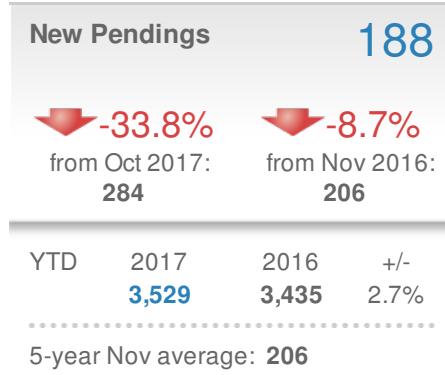 New Pendings 188
-33.8% -8.7%
from Oct 2017: from Nov 2016:
284 206
YTD 2017 2016 +/-
3,529 3,435 2.7%
5-year Nov average: 206